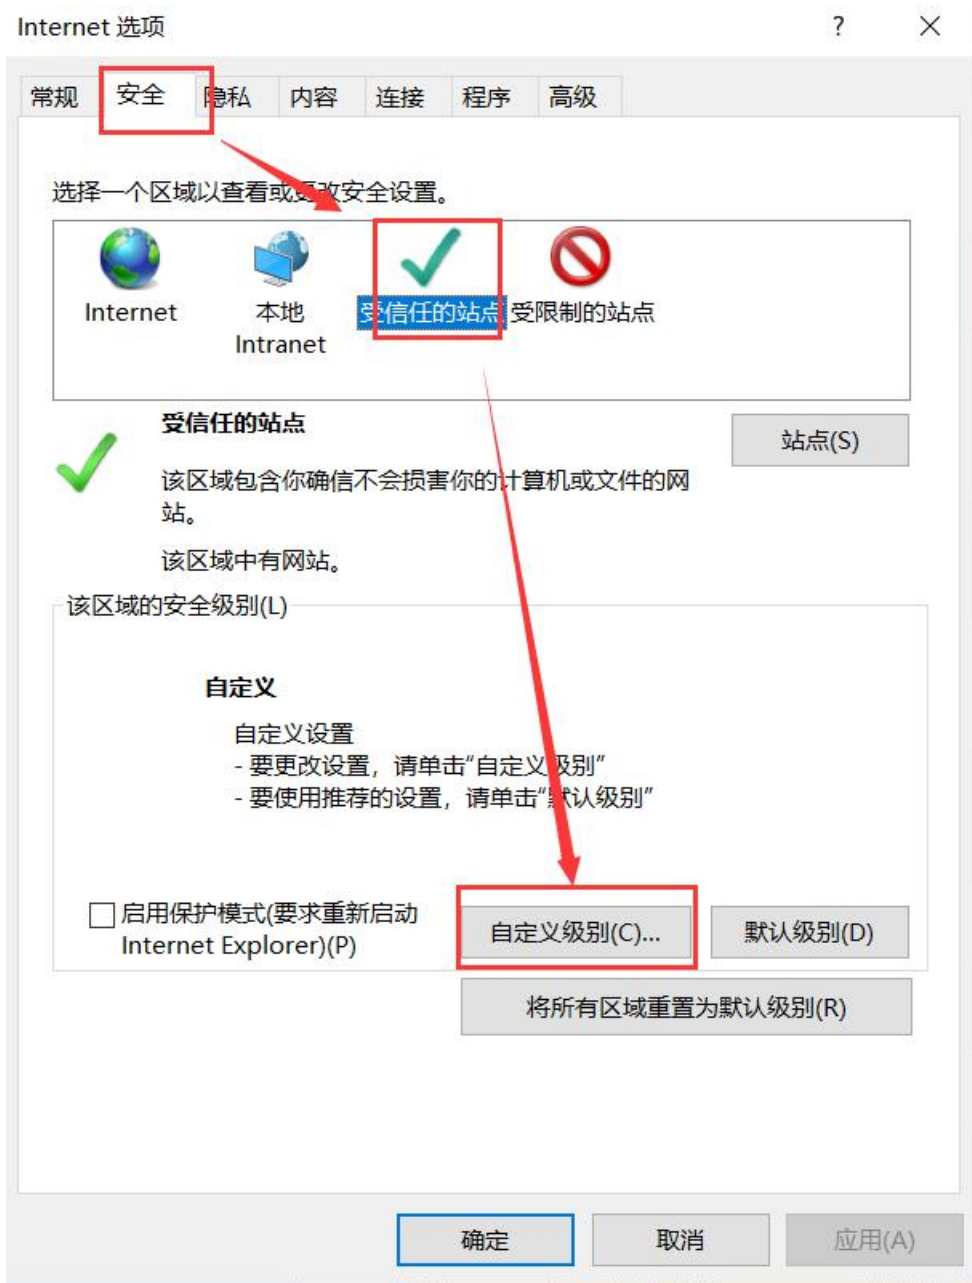 Internet 选项
?
常规 安全 隐私 内容 连接 程序 高级
选择一个区域以查看或更改安全设置。
Internet
本地
Intranet
受信任的站点
受限制的站点
受信任的站点
站点(S)
该区域包含你确信不会损害你的计算机或文件的网
站。
该区域中有网站。
该区域的安全级别(L)
自定义
自定义设置
- 要更改设置，请单击“自定义级别”
- 要使用推荐的设置，请单击“默认级别”
启用保护模式(要求重新启动
Internet Explorer)(P)
自定义级别(C)...
默认级别(D)
将所有区域重置为默认级别(R)
确定
取消
应用(A)